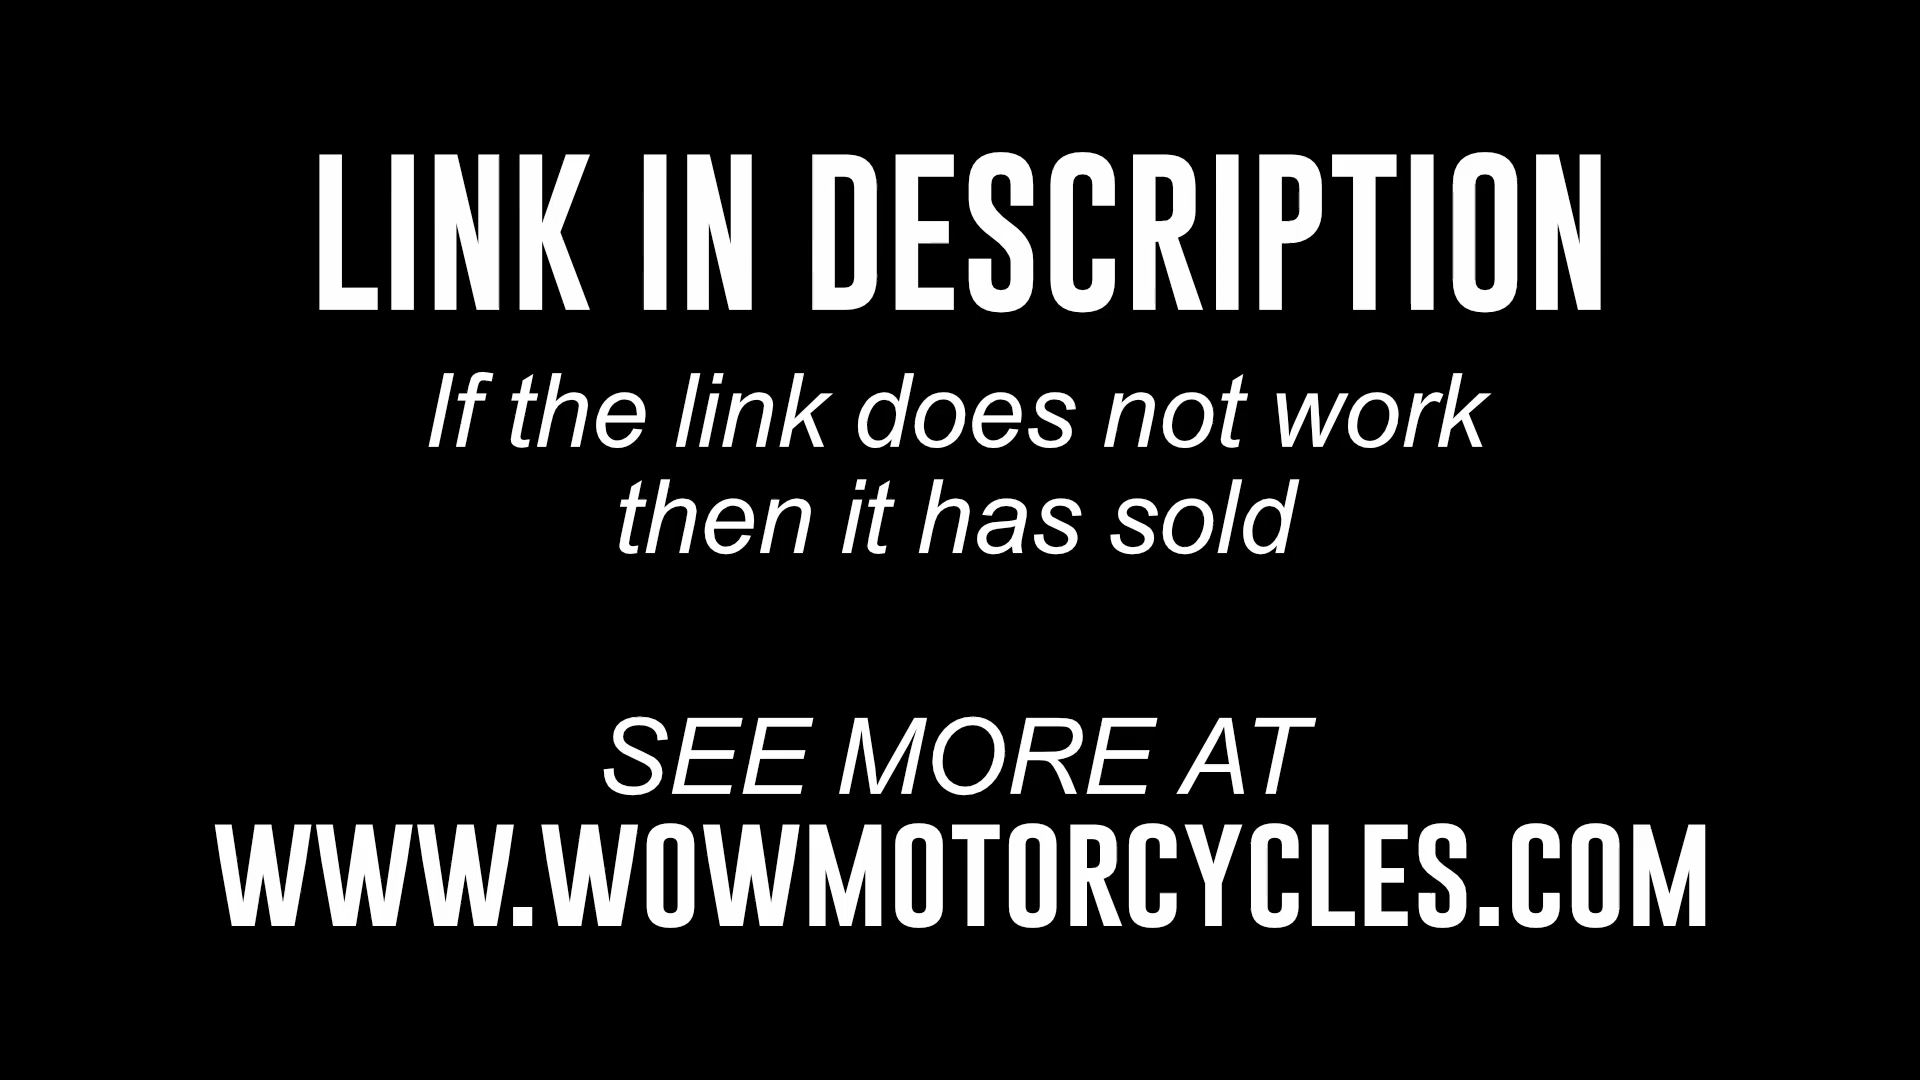 LINK IN DESCRIPTION
If the link does not work
then it has sold
SEE MORE AT
WWW.WOWMOTORCYCLES.COM